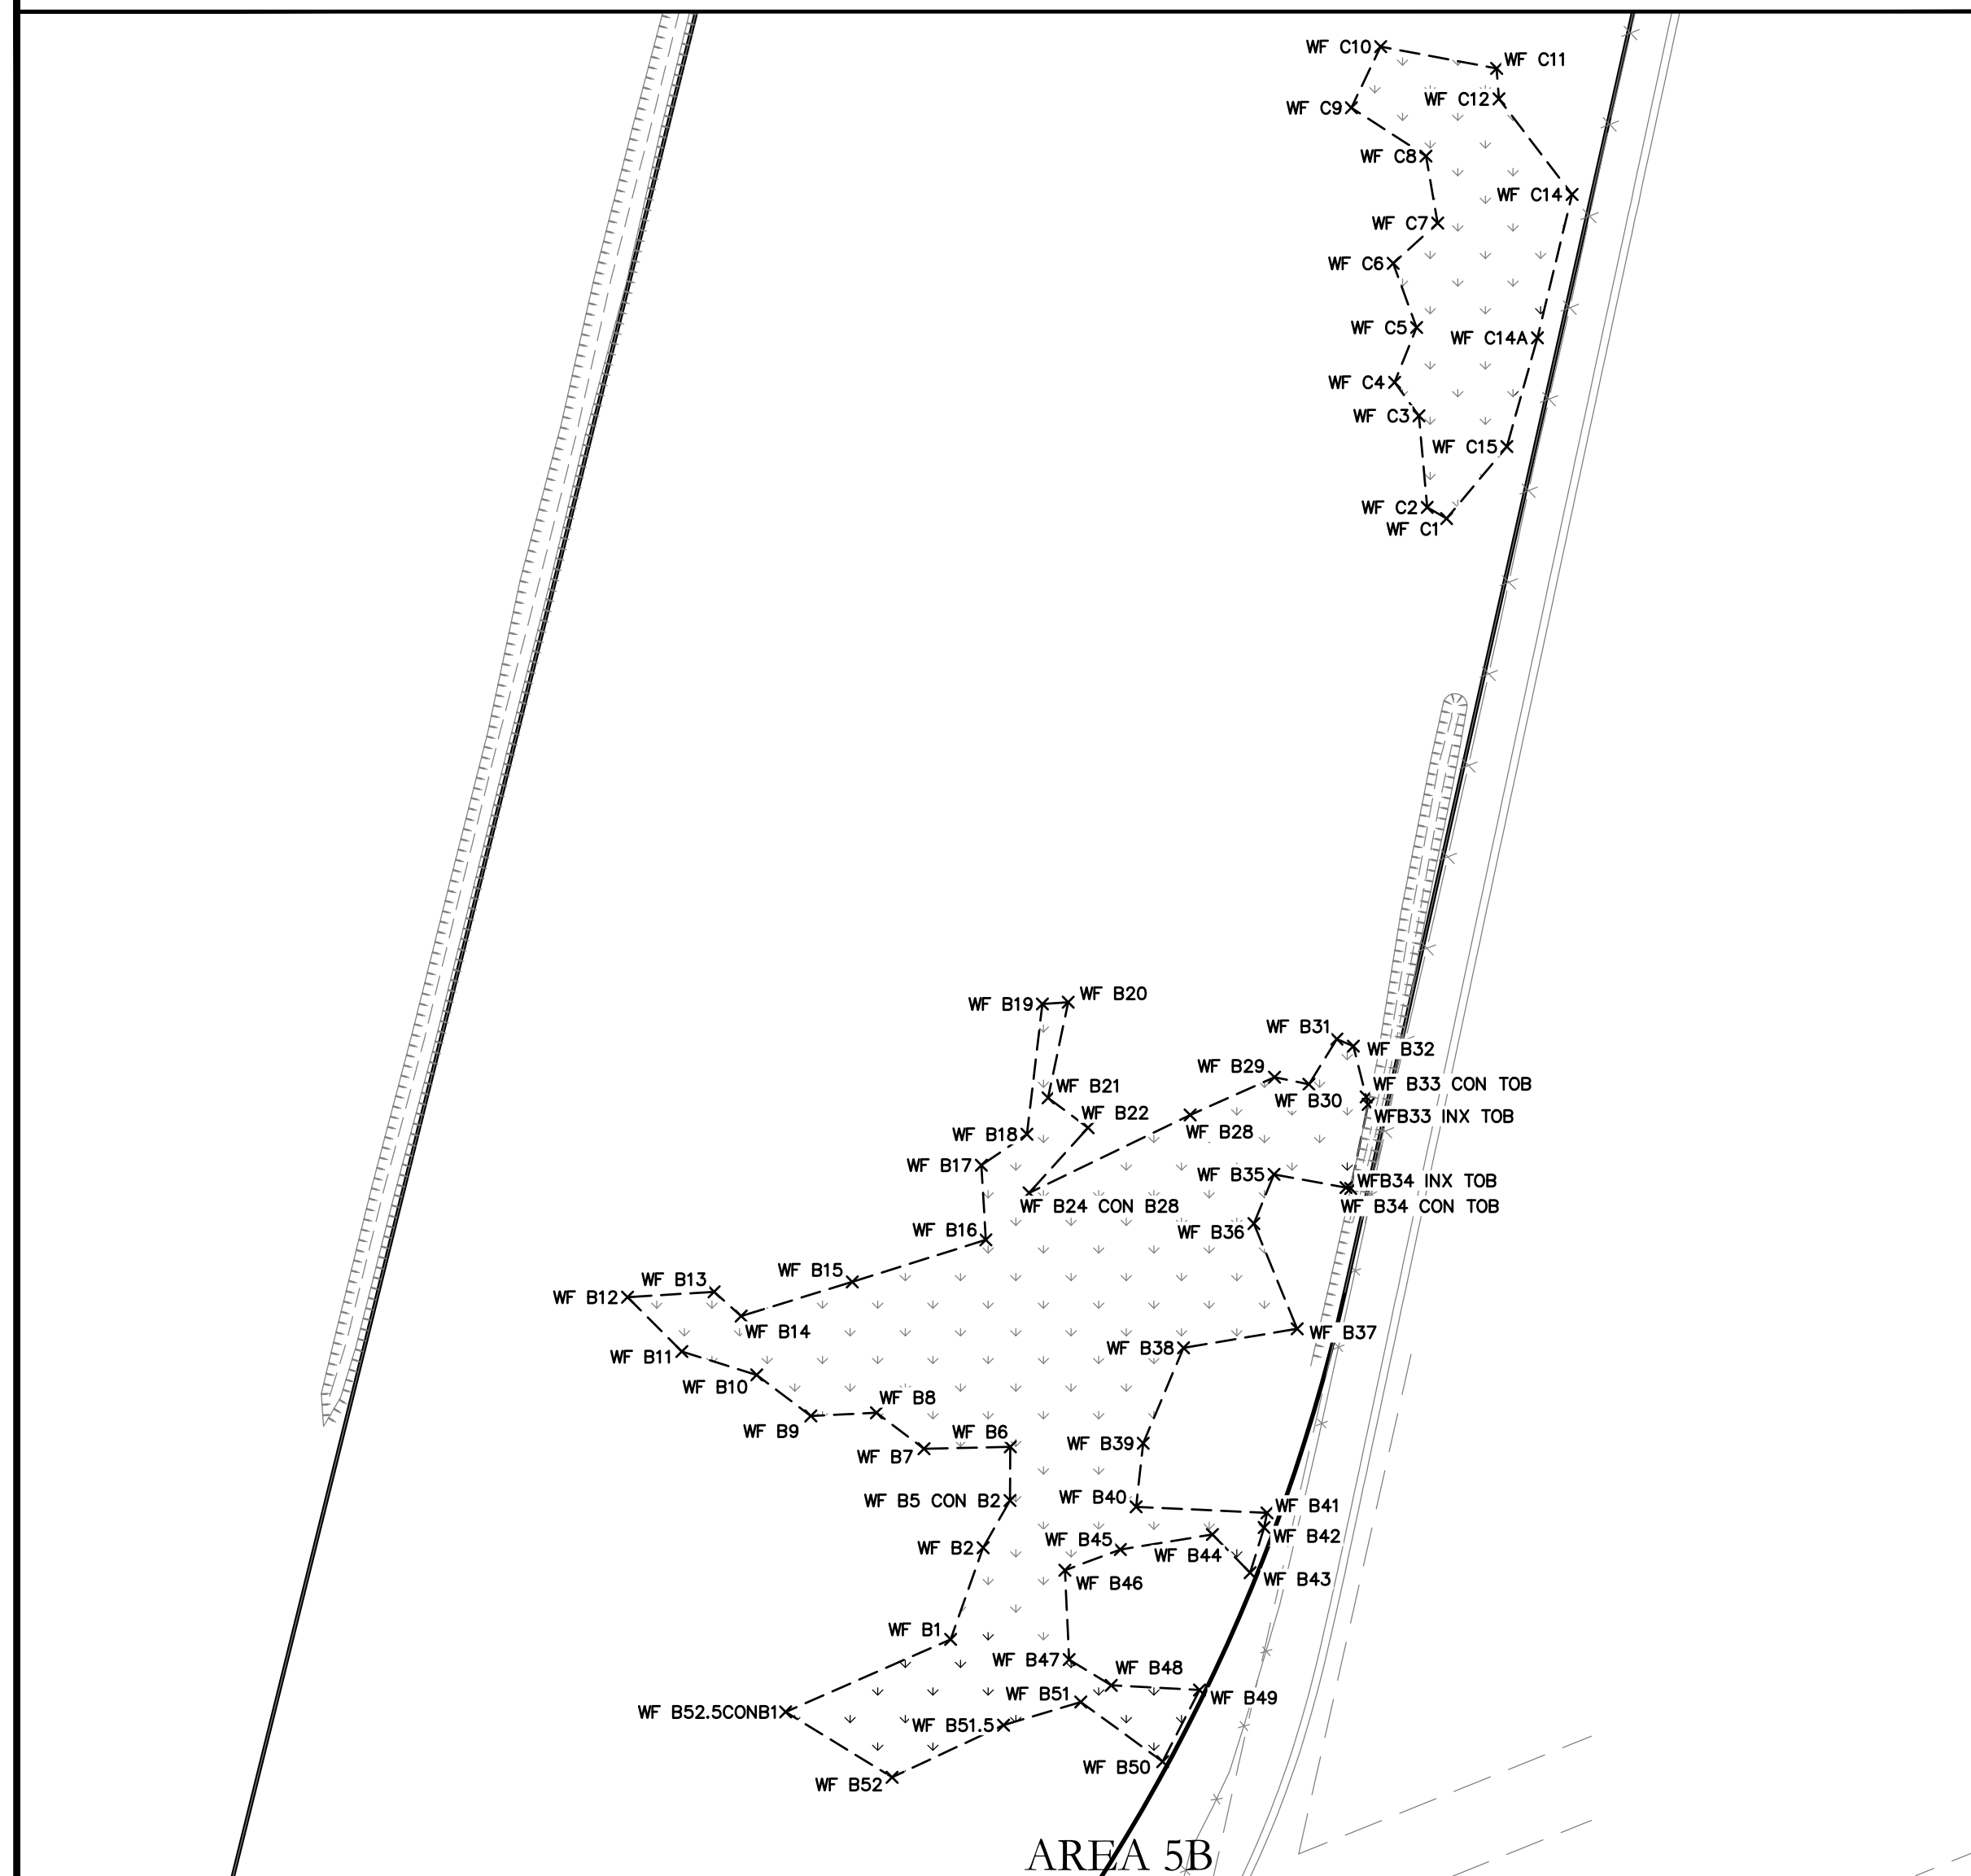 WF C10
WF C11
WF C12
WF C9
WF C8
WF C14
WF C7
WF C6
WF C5
WF C14A
WF C4
WF C3
WF C15
WF C2
WF C1
WF B20
WF B19
WF B31
WF B32
WF B29
WF B33 CON TOB
WF B21
WF B30
WF B22
WFB33 INX TOB
WF B28
WF B18
WF B17
WF B35
WFB34 INX TOB
WF B24 CON B28
WF B34 CON TOB
WF B16
WF B36
WF B15
WF B13
WF B12
WF B14
WF B37
WF B38
WF B11
WF B10
WF B8
WF B9
WF B6
WF B39
WF B7
WF B40
WF B5 CON B2
WF B41
WF B42
WF B45
WF B2
WF B44
WF B43
WF B46
WF B1
WF B47
WF B48
WF B51
WF B49
WF B52.5CONB1
WF B51.5
WF B50
WF B52
AREA 5B